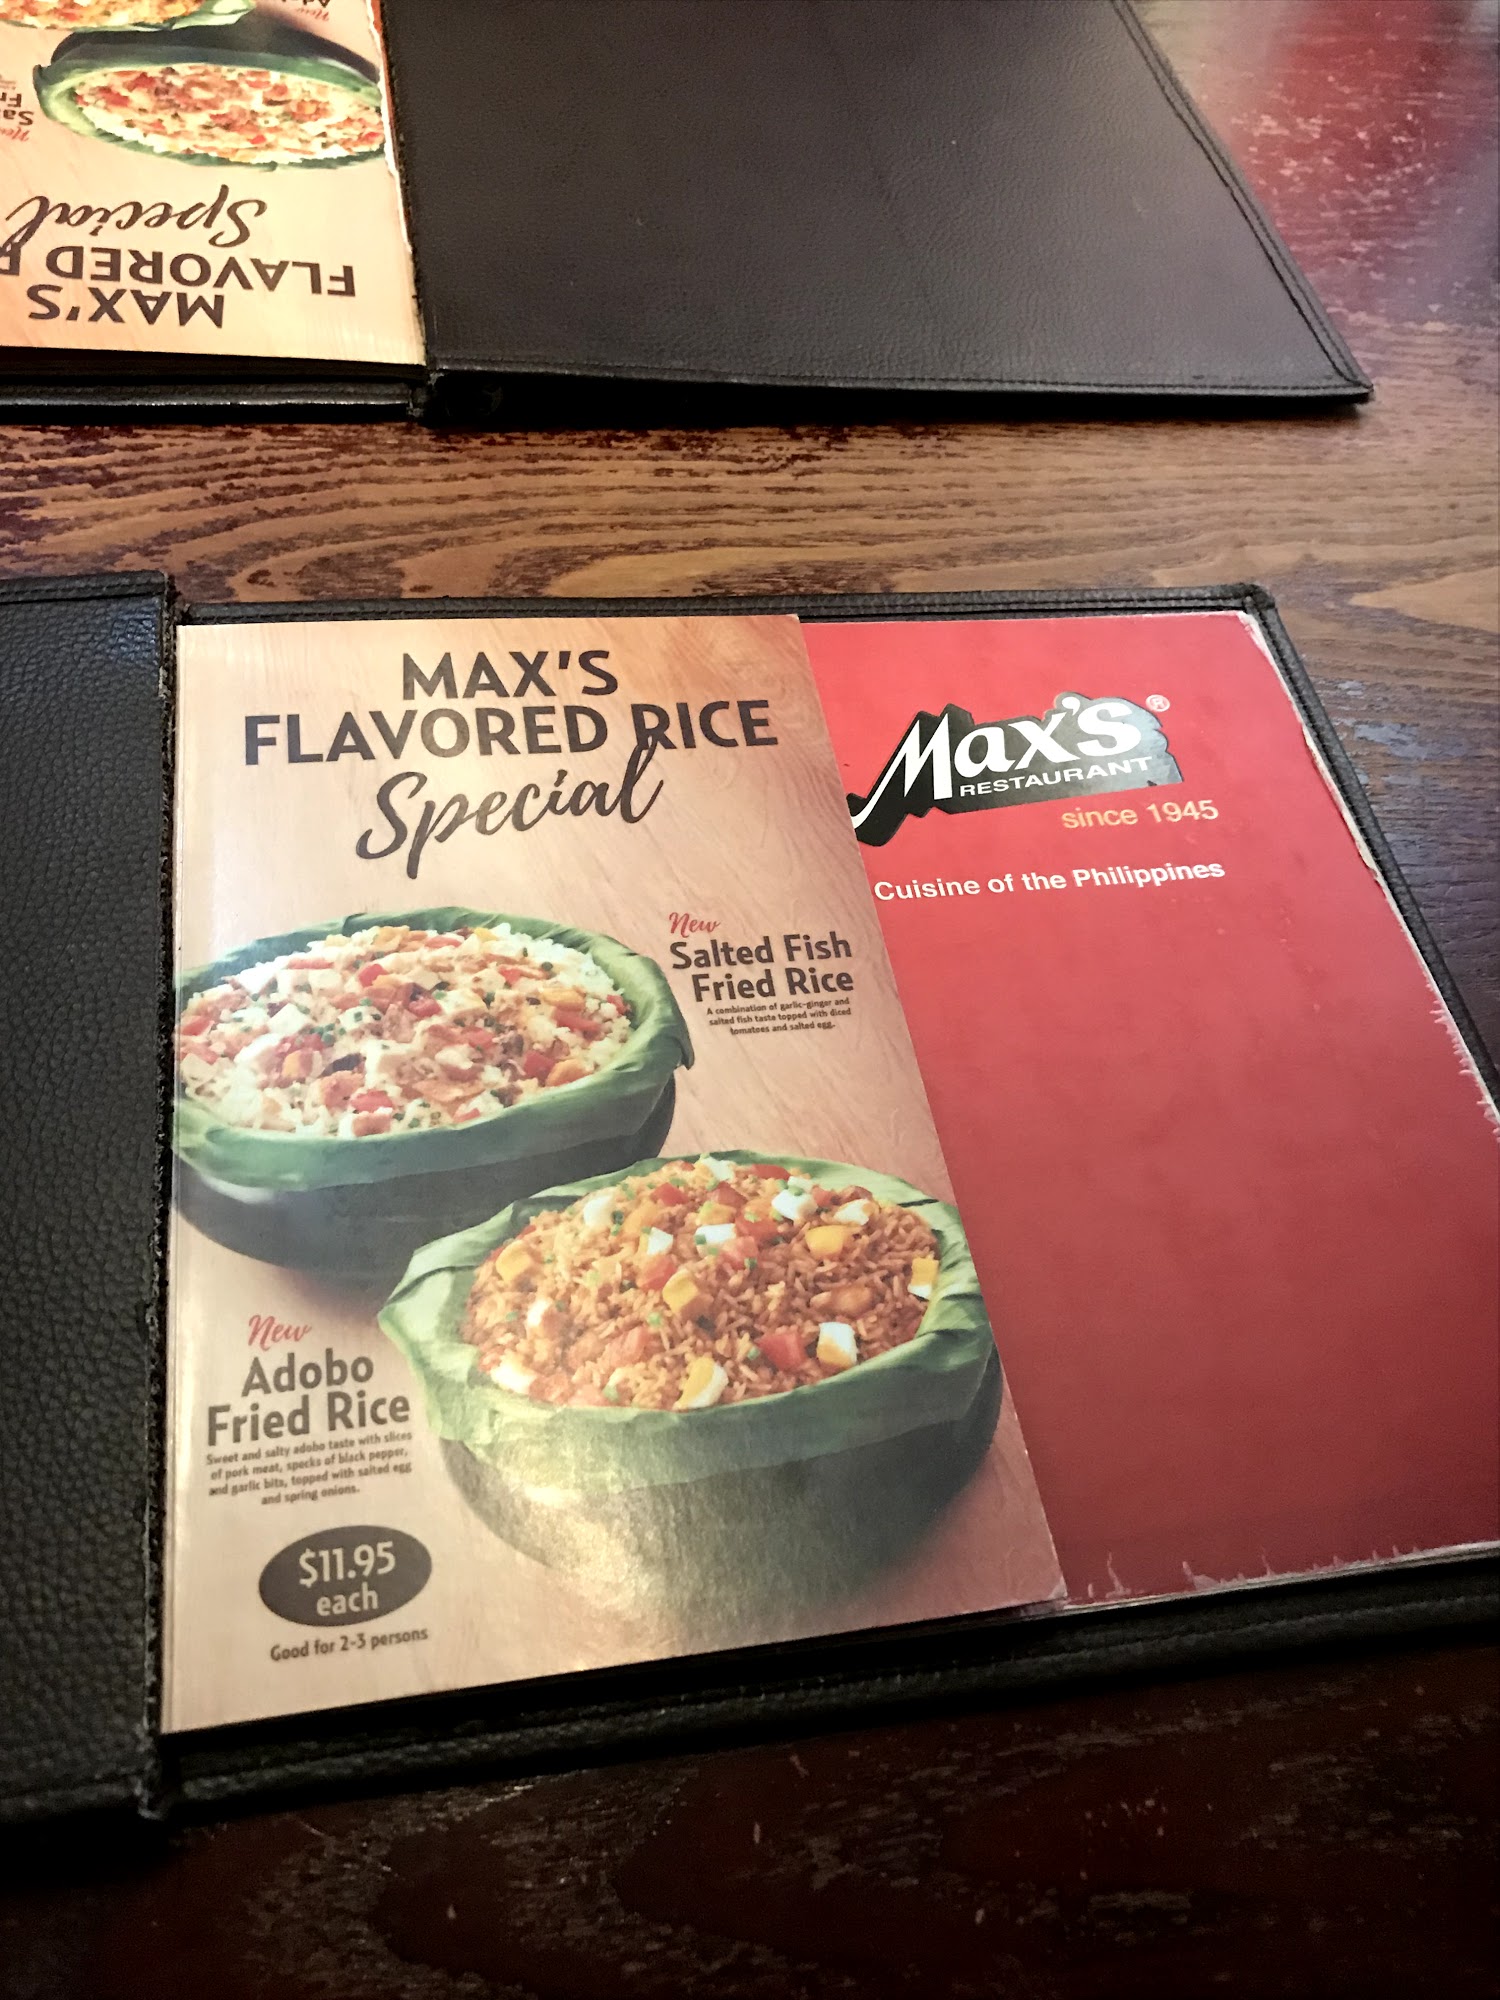 Special
FLAVORED
MAX'S
MAX'S
FLAVORED RICE
Special
New
Salted Fish
Fried Rice
A combination of garlic-ginger and
salted fish taste topped with diced
tomatoes and salted egg.
New
Adobo
Fried Rice
Sweet and salty adobo taste with slices
of pork meat, specks of black pepper,
and garlic bits, topped with salted egg
and spring onions.
$11.95
each
Good for 2-3 persons
Max's®
RESTAURANT
since 1945
Cuisine of the Philippines